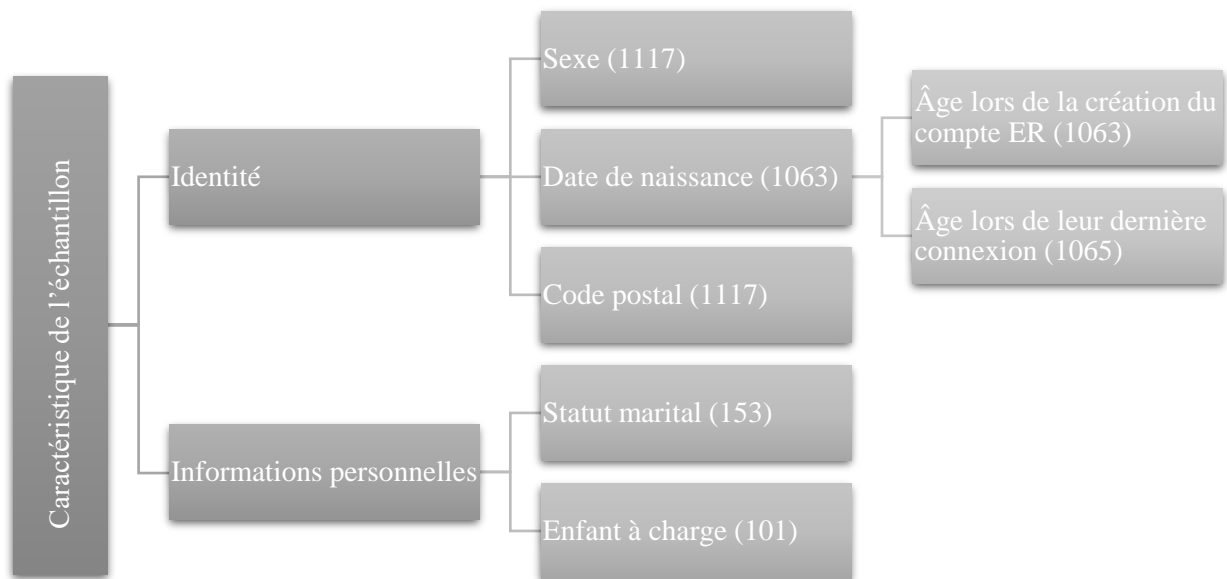 Caractéristique de l'échantillon
Identité
Sexe (1117)
Date de naissance (1063)
Âge lors de la création du
compte ER (1063)
Âge lors de leur dernière
connexion (1065)
Code postal (1117)
Informations personnelles
Statut marital (153)
Enfant à charge (101)